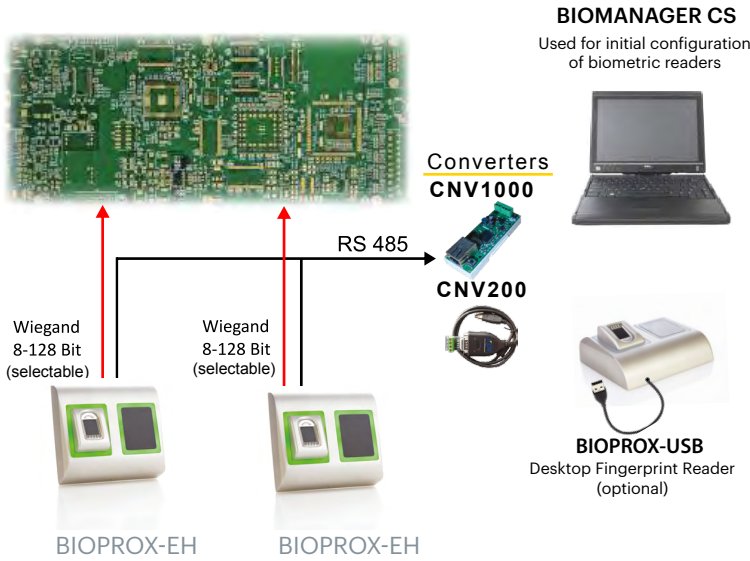 BIOMANAGER CS
Used for initial configuration
of biometric readers
Converters
CNV1000
RS 485
CNV200
Wiegand
8-128 Bit
(selectable)
Wiegand
8-128 Bit
(selectable)
BIOPROX-USB
Desktop Fingerprint Reader
(optional)
BIOPROX-EH
BIOPROX-EH